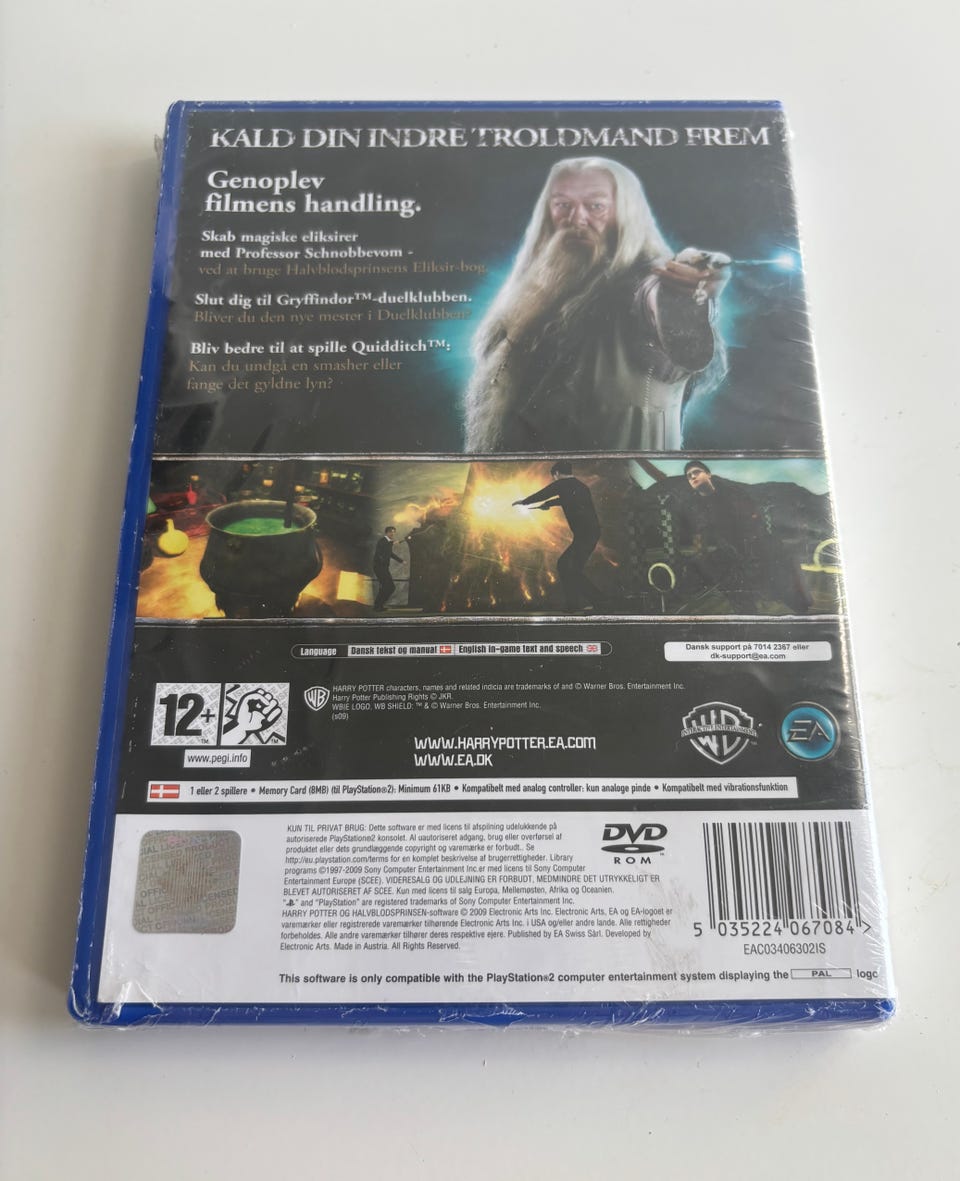 KALD DIN INDRE TROLDMAND FREM
Genoplev
filmens handling.
Skab magiske eliksirer
med Professor Schnobbevom -
ved at bruge Halvblodsprinsens Eliksir-bog.
Slut dig til Gryffindor™-duelklubben.
Bliver du den nye mester i Duelklubben?
Bliv bedre til at spille Quidditch™:
Kan du undgå en smasher eller
fange det gyldne lyn?
Language Dansk tekst og manual English in-game text and speech
Dansk support på 7014 2367 eller
dk-support@ea.com
12+™
™
www.pegi.info
WB
HARRY POTTER characters, names and related indicia are trademarks of and © Warner Bros. Entertainment Inc.
Harry Potter Publishing Rights © JKR.
WBIE LOGO, WB SHIELD: ™ & © Warner Bros. Entertainment Inc.
(s09)
WWW.HARRYPOTTER.EA.COM
WWW.EA.DK
EA
1 eller 2 spillere • Memory Card (8MB) (til PlayStation®2): Minimum 61KB • Kompatibelt med analog controller: kun analoge pinde • Kompatibelt med vibrationsfunktion
KUN TIL PRIVAT BRUG: Dette software er med licens til afspilning udelukkende på
autoriserede PlayStation®2 konsolet. Al uautoriseret adgang, brug eller overførsel af
produktet eller dets grundlæggende copyright og varemærke er forbudt.. Se
http://eu.playstation.com/terms for en komplet beskrivelse af brugerrettigheder. Library
programs ©1997-2009 Sony Computer Entertainment Inc.er med licens til Sony Computer
Entertainment Europe (SCEE). VIDERESALG OG UDLEJNING ER FORBUDT, MEDMINDRE DET UTRYKKELIGT ER
BLEVET AUTORISERET AF SCEE. Kun med licens til salg Europa, Mellemøsten, Afrika og Oceanien.
" " and "PlayStation" are registered trademarks of Sony Computer Entertainment Inc.
HARRY POTTER OG HALVBLODSPRINSEN-software © 2009 Electronic Arts Inc. Electronic Arts, EA og EA-logoet er
varemærker eller registrerede varemærker tilhørende Electronic Arts Inc. i USA og/eller andre lande. Alle rettigheder
forbeholdes. Alle andre varemærker tilhører deres respektive ejere. Published by EA Swiss Sàrl. Developed by
Electronic Arts. Made in Austria. All Rights Reserved.
DVD
ROM
5 035224 067084 >
EAC03406302IS
This software is only compatible with the PlayStation®2 computer entertainment system displaying the PAL logo